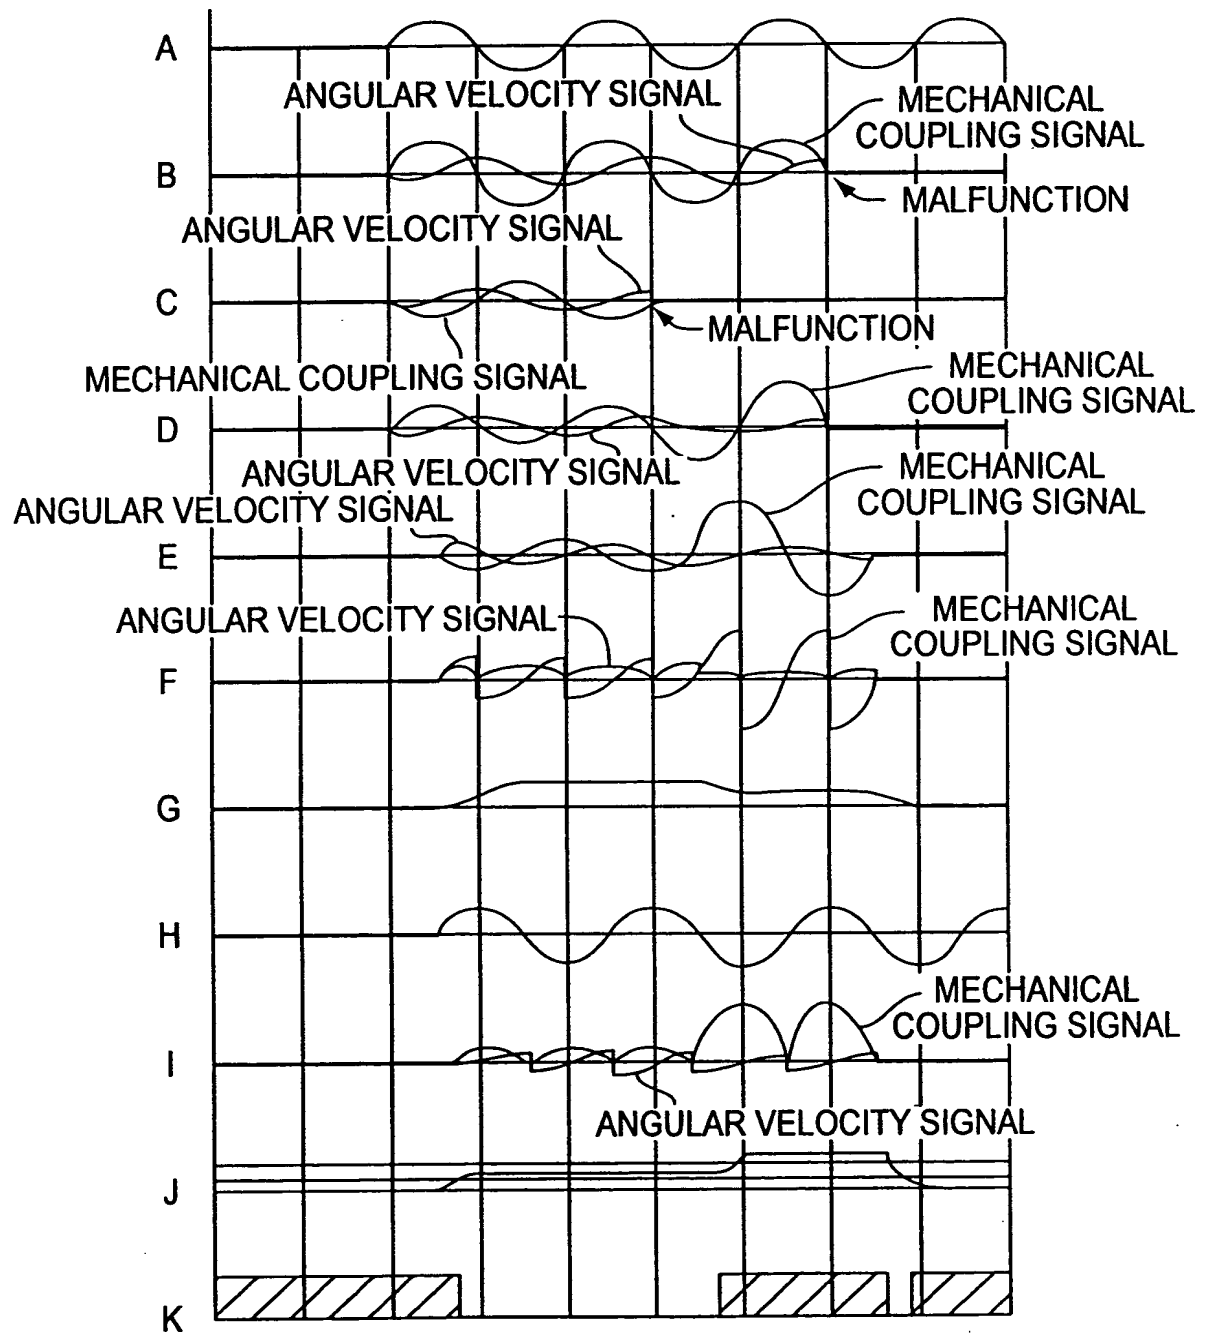 A
ANGULAR VELOCITY SIGNAL
MECHANICAL
COUPLING SIGNAL
B
MALFUNCTION
ANGULAR VELOCITY SIGNAL
C
MALFUNCTION
MECHANICAL COUPLING SIGNAL
MECHANICAL
COUPLING SIGNAL
D
ANGULAR VELOCITY SIGNAL
MECHANICAL
COUPLING SIGNAL
ANGULAR VELOCITY SIGNAL
E
ANGULAR VELOCITY SIGNAL
MECHANICAL
COUPLING SIGNAL
F
G
H
MECHANICAL
COUPLING SIGNAL
I
ANGULAR VELOCITY SIGNAL
J
K